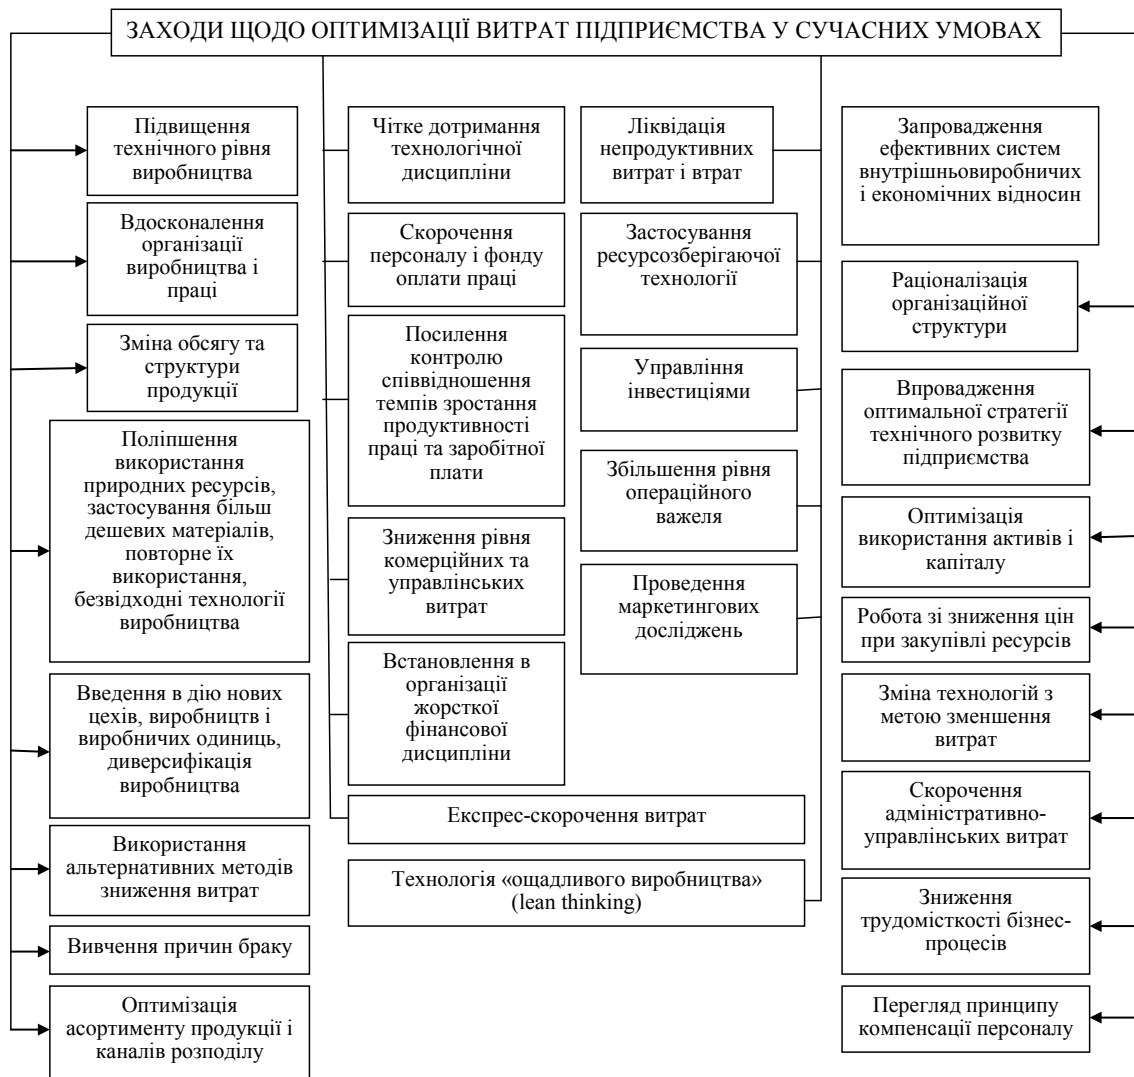 ЗАХОДИ ЩОДО ОПТИМІЗАЦІЇ ВИТРАТ ПІДПРИЄМСТВА У СУЧАСНИХ УМОВАХ
Підвищення
технічного рівня
виробництва
Вдосконалення
організації
виробництва і
праці
Зміна обсягу та
структури
продукції
Поліпшення
використання
природних ресурсів,
застосування більш
дешевих матеріалів,
повторне їх
використання,
безвідходні технології
виробництва
Введення в дію нових
цехів, виробництв і
виробничих одиниць,
диверсифікація
виробництва
Використання
альтернативних методів
зниження витрат
Вивчення причин браку
Оптимізація
асортименту продукції і
каналів розподілу
Чітке дотримання
технологічної
дисципліни
Скорочення
персоналу і фонду
оплати праці
Посилення
контролю
співвідношення
темпів зростання
продуктивності
праці та заробітної
плати
Зниження рівня
комерційних та
управлінських
витрат
Встановлення в
організації
жорсткої
фінансової
дисципліни
Експрес-скорочення витрат
Технологія «ощадливого виробництва»
(lean thinking)
Ліквідація
непродуктивних
витрат і втрат
Застосування
ресурсозберігаючої
технології
Управління
інвестиціями
Збільшення рівня
операційного
важеля
Проведення
маркетингових
досліджень
Запровадження
ефективних систем
внутрішньовиробничих
і економічних відносин
Раціоналізація
організаційної
структури
Впровадження
оптимальної стратегії
технічного розвитку
підприємства
Оптимізація
використання активів і
капіталу
Робота зі зниження цін
при закупівлі ресурсів
Зміна технологій з
метою зменшення
витрат
Скорочення
адміністративно-
управлінських витрат
Зниження
трудомісткості бізнес-
процесів
Перегляд принципу
компенсації персоналу